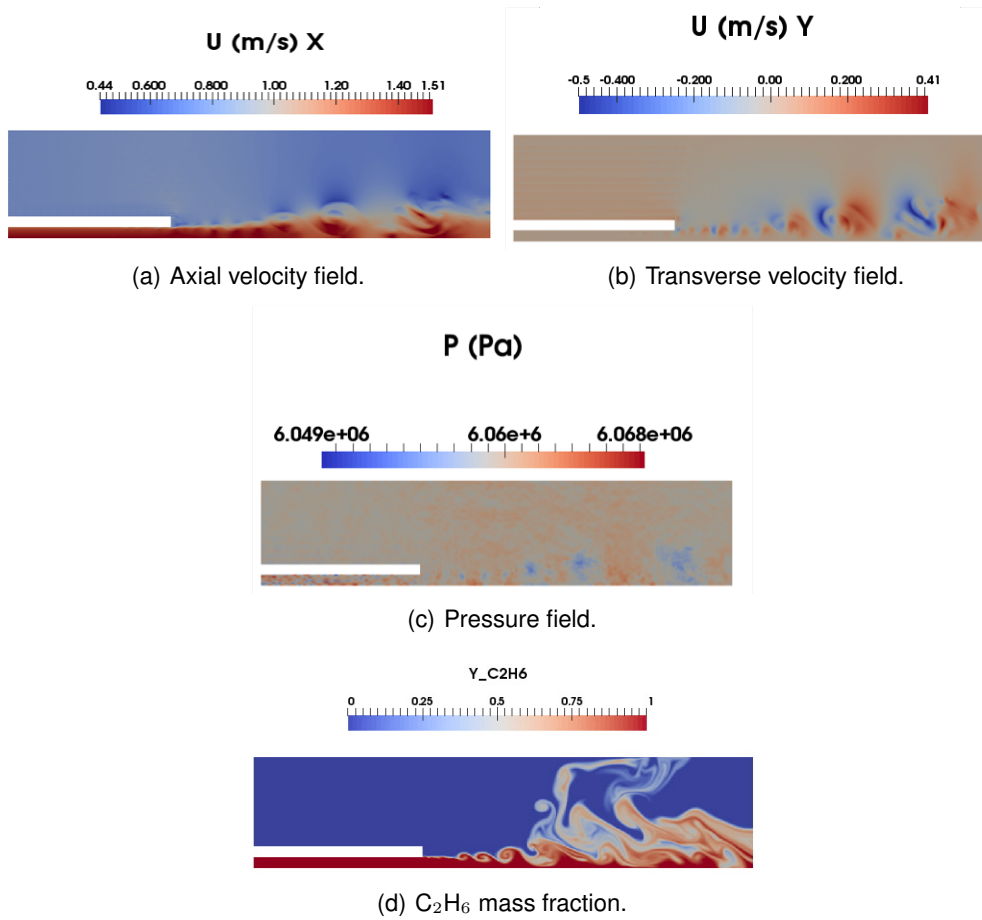 U (m/s) X
0.44 0.600 0.800 1.00 1.20 1.40 1.51
U (m/s) Y
-0.5 -0.400 -0.200 0.00 0.200 0.41
(a) Axial velocity field.
(b) Transverse velocity field.
P (Pa)
6.049e+06 6.06e+6 6.068e+06
(c) Pressure field.
Y_C2H6
0 0.25 0.5 0.75 1
(d) C₂H₆ mass fraction.